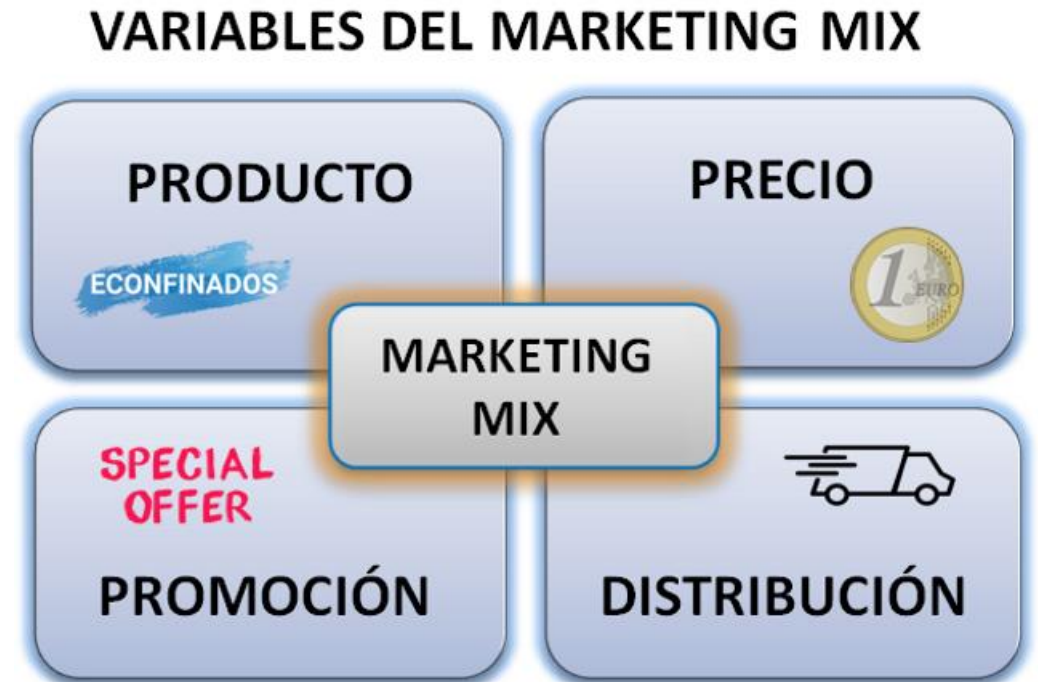 VARIABLES DEL MARKETING MIX
PRODUCTO
ECONFINADOS
PRECIO
1 EURO
MARKETING
MIX
SPECIAL
OFFER
PROMOCIÓN
DISTRIBUCIÓN